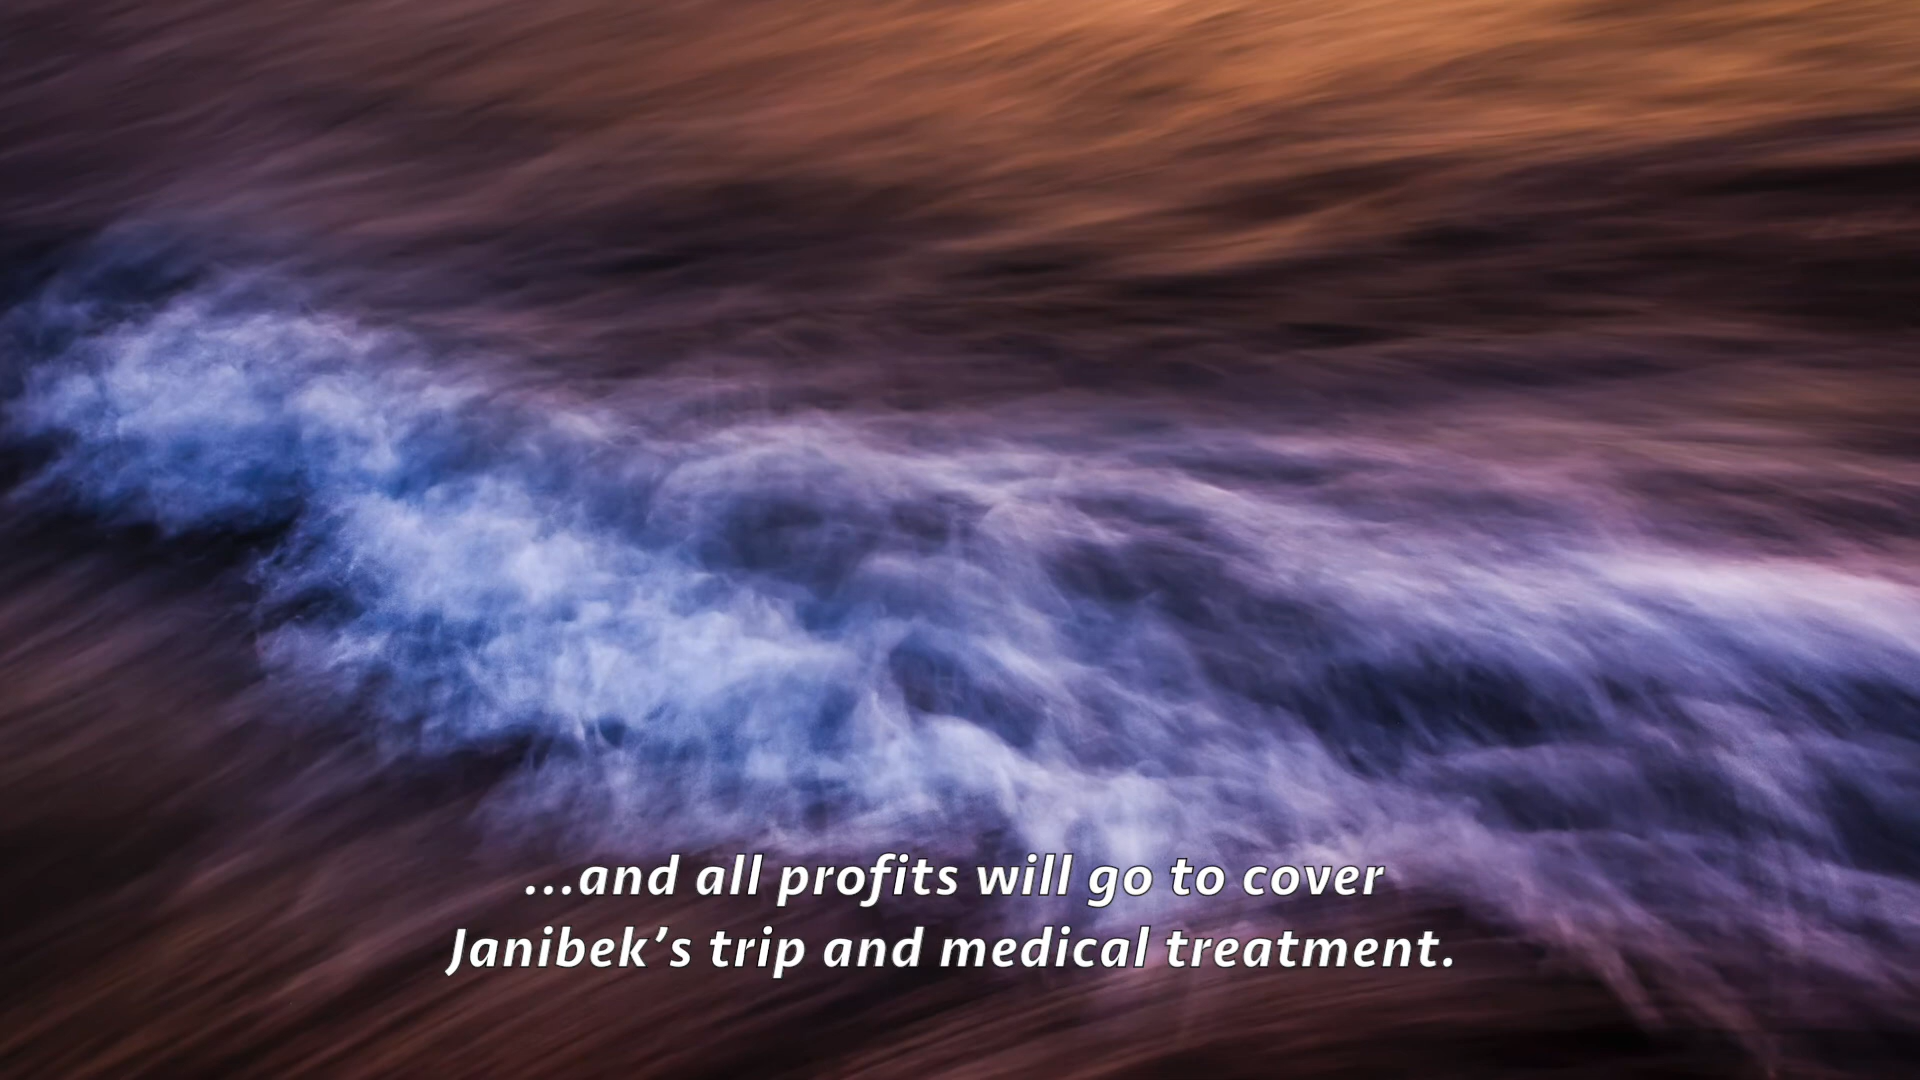 ...and all profits will go to cover
Janibek’s trip and medical treatment.